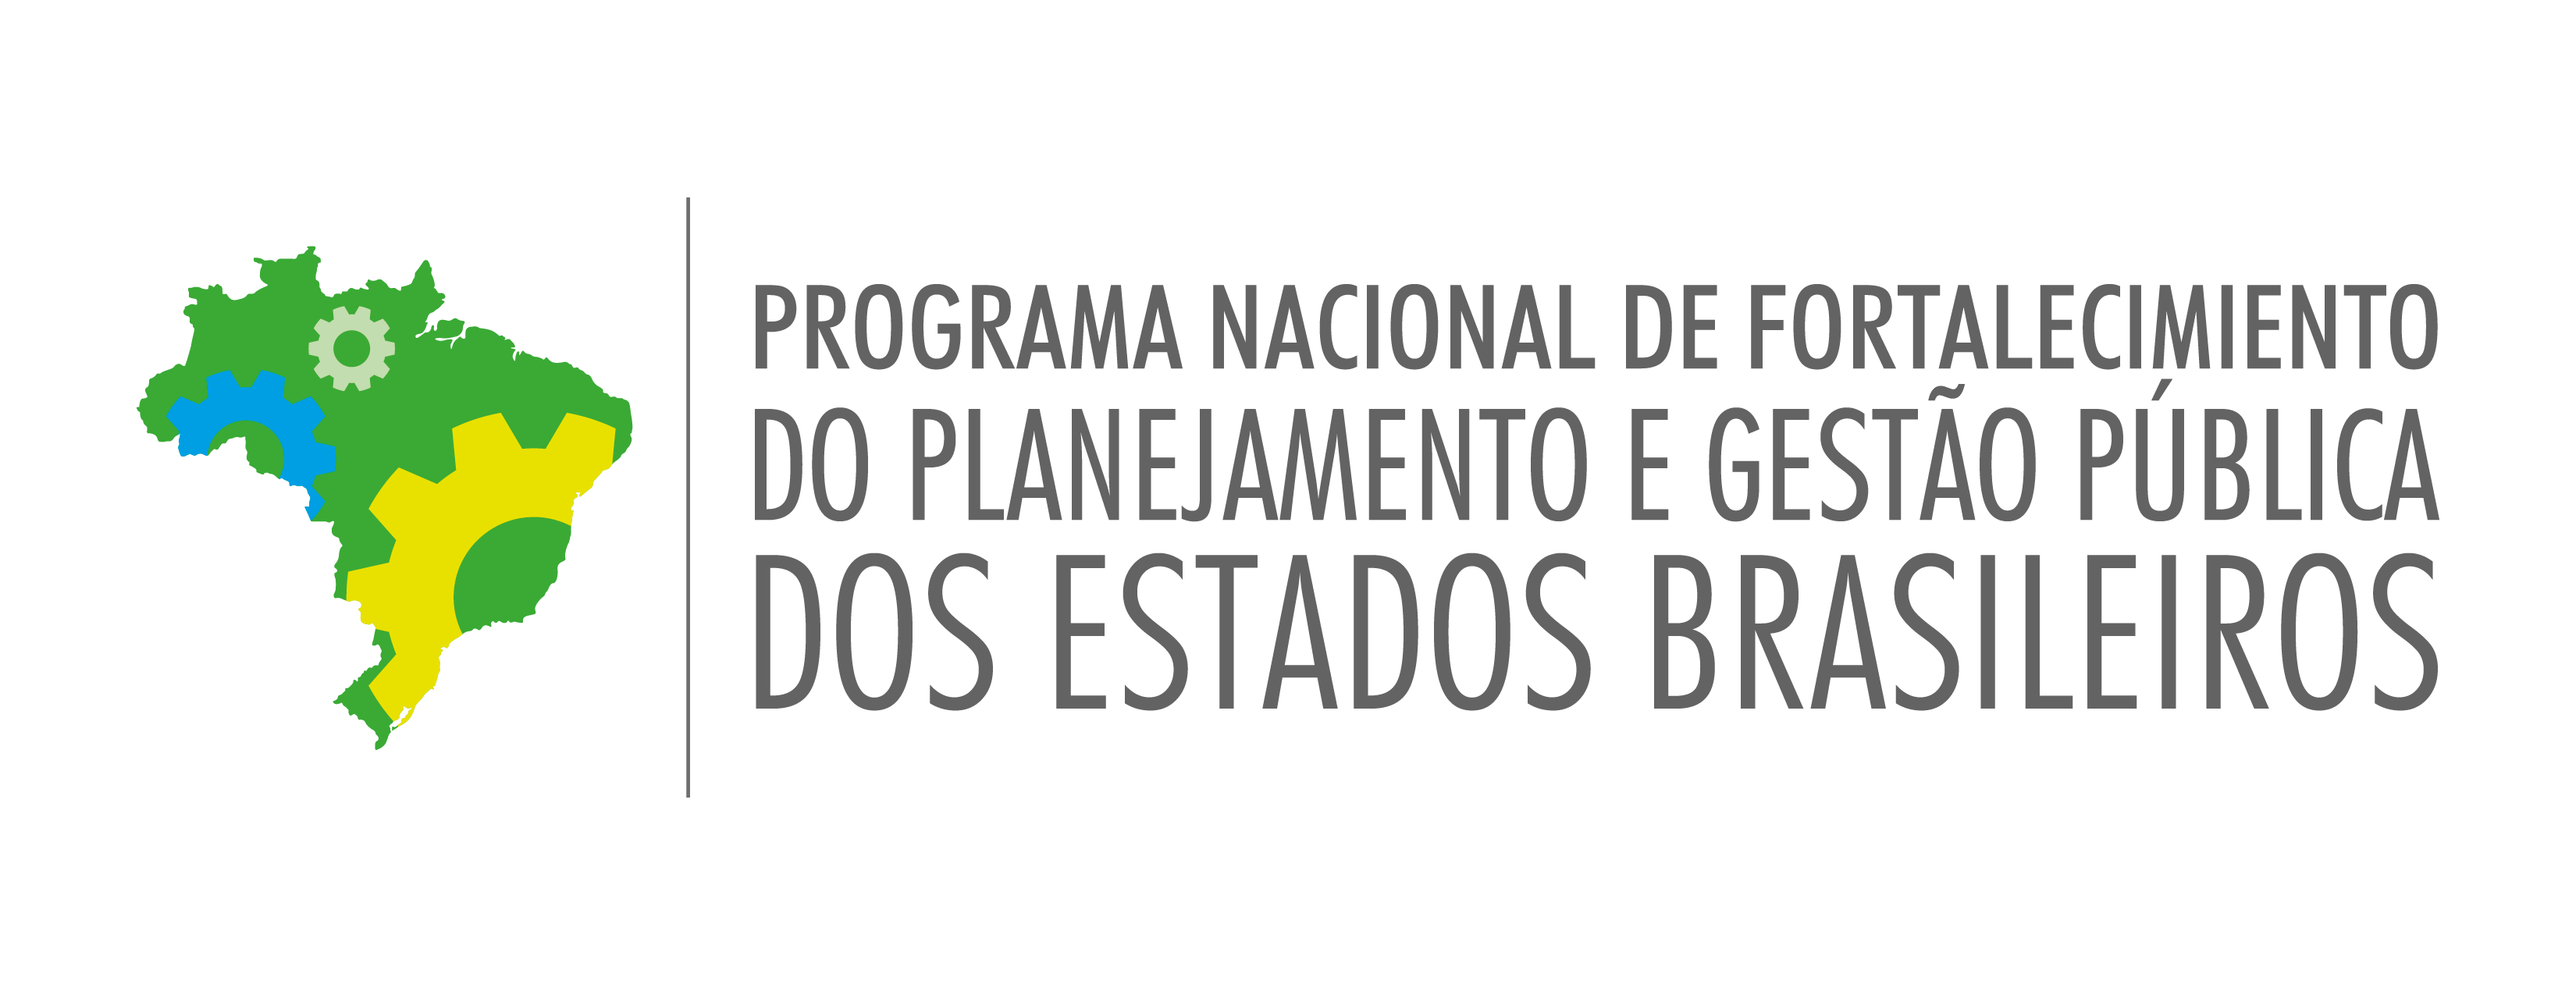 PROGRAMA NACIONAL DE FORTALECIMIENTO
DO PLANEJAMENTO E GESTÃO PÚBLICA
DOS ESTADOS BRASILEIROS